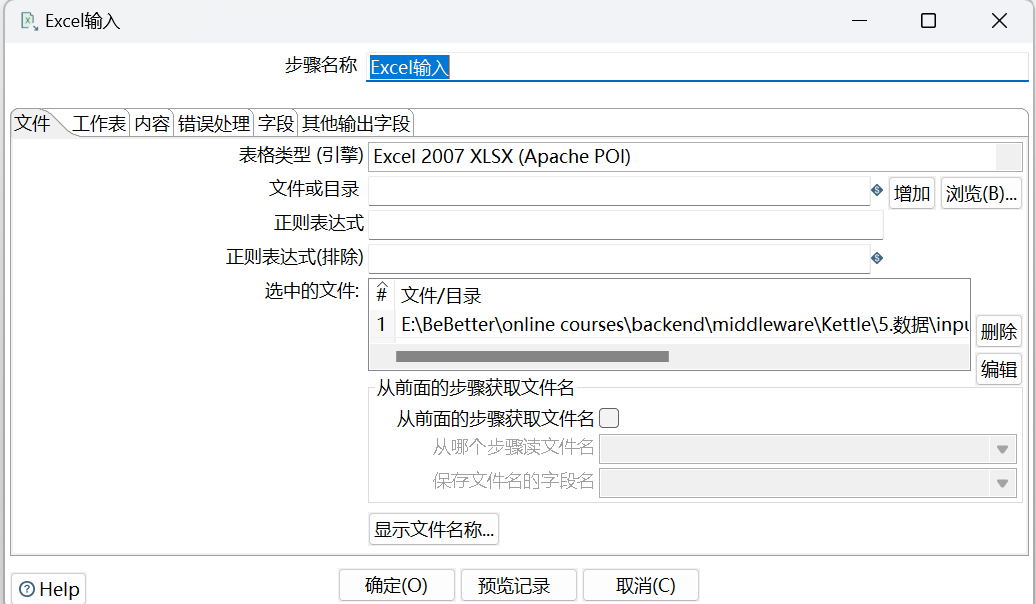 Excel输入
步骤名称 Excel输入
文件 工作表 内容 错误处理 字段 其他输出字段
表格类型 (引擎) Excel 2007 XLSX (Apache POI)
文件或目录 增加 浏览(B)...
正则表达式
正则表达式(排除)
选中的文件: # 文件/目录
1 E:\BeBetter\online courses\backend\middleware\Kettle\5.数据\inpu
删除
编辑
从前面的步骤获取文件名
从前面的步骤获取文件名
从哪个步骤读文件名
保存文件名的字段名
显示文件名称...
Help 确定(O) 预览记录 取消(C)